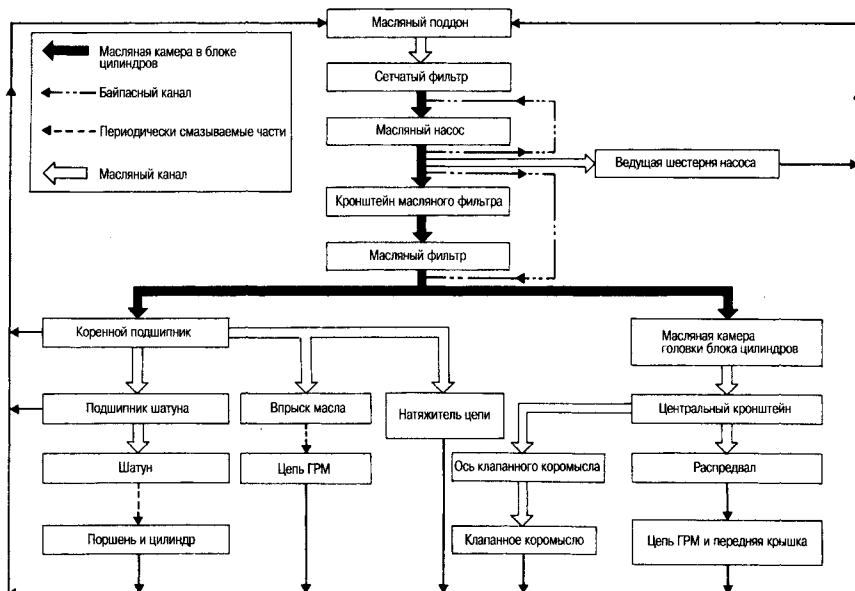 Масляный поддон
Масляная камера в блоке
цилиндров
Байпасный канал
Периодически смазываемые части
Масляный канал
Сетчатый фильтр
Масляный насос
Ведущая шестерня насоса
Кронштейн масляного фильтра
Масляный фильтр
Коренной подшипник
Масляная камера
головки блока цилиндров
Подшипник шатуна
Впрыск масла
Натяжитель цепи
Центральный кронштейн
Шатун
Цепь ГРМ
Ось клапанного коромысла
Распредвал
Поршень и цилиндр
Клапанное коромысло
Цепь ГРМ и передняя крышка